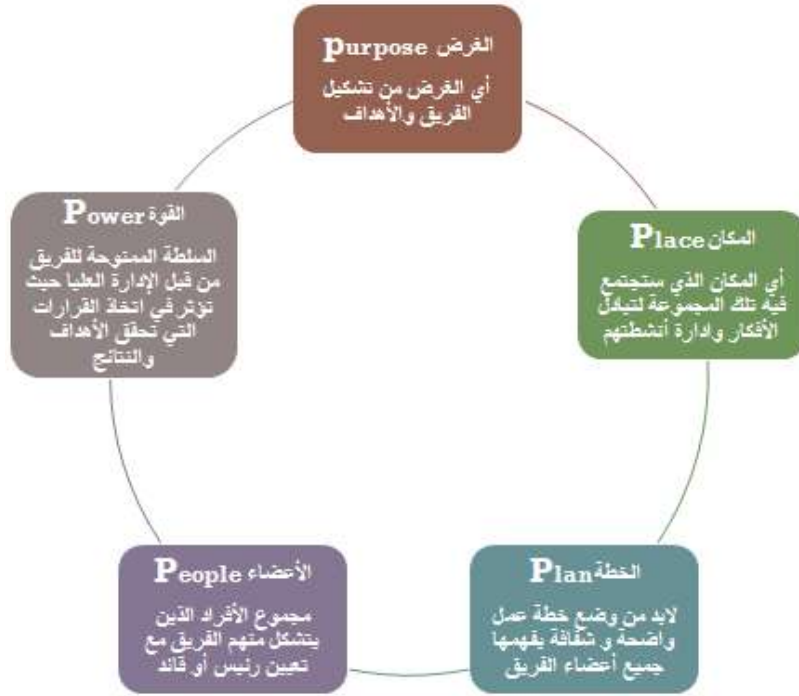 الغرض purpose
أي الغرض من تشكيل
الفريق والأهداف
المكان Place
أي المكان الذي ستجتمع
فيه تلك المجموعة لتبادل
الأفكار وادارة أنشطتهم
الخطة Plan
لابد من وضع خطة عمل
واضحة و شفافة يفهمها
جميع أعضاء الفريق
الأعضاء People
مجموع الأفراد الذين
يتشكل منهم الفريق مع
تعيين رئيس أو قائد
القوة Power
السلطة الممنوحة للفريق
من قبل الإدارة العليا حيث
تؤثر في اتخاذ القرارات
التي تحقق الأهداف
والنتائج